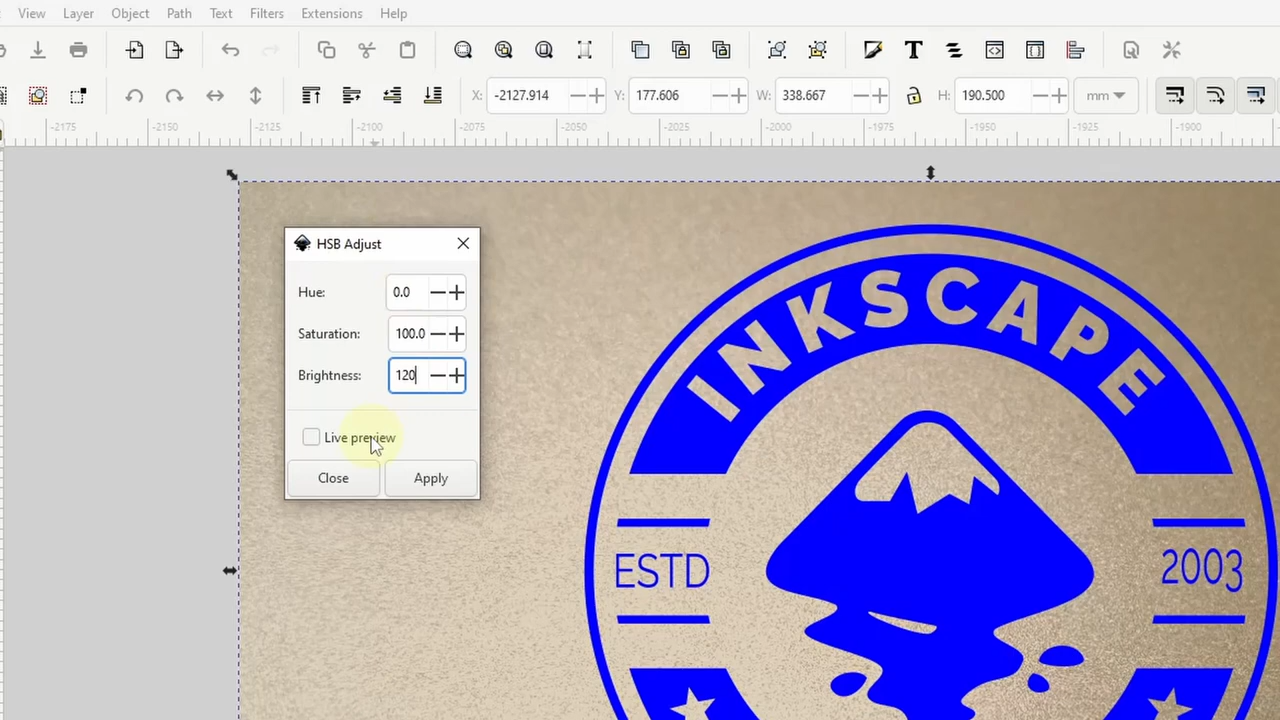 View Layer Object Path Text Filters Extensions Help
X: -2127.914 Y: 177.606 W: 338.667 H: 190.500 mm
-2175 -2150 -2125 -2100 -2075 -2050 -2025 -2000 -1975 -1950 -1925 -1900
HSB Adjust
Hue: 0.0
Saturation: 100.0
Brightness: 120
Live preview
Close Apply
INKSCAPE
ESTD 2003